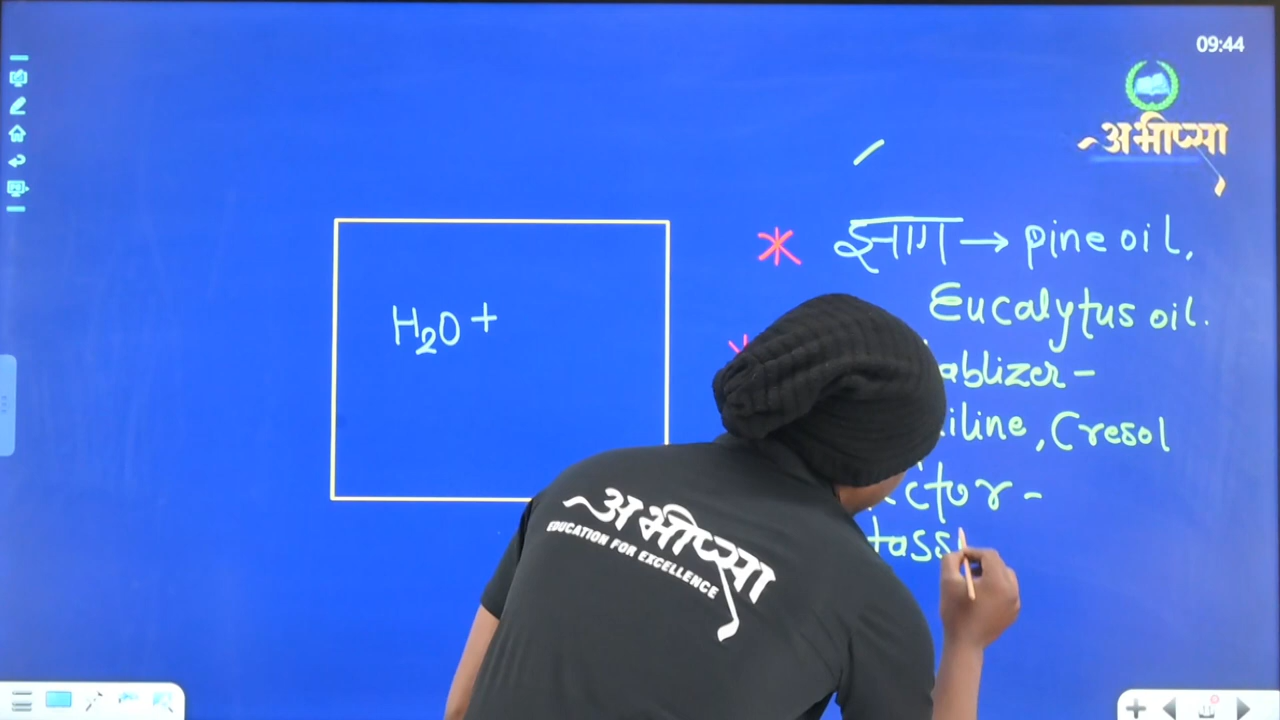 09:44
अभीप्सा
झाग → pine oil,
Eucalytus oil.
ablizer -
iline, Cresol
ctor -
tass
H₂O +
अभीप्सा
EDUCATION FOR EXCELLENCE